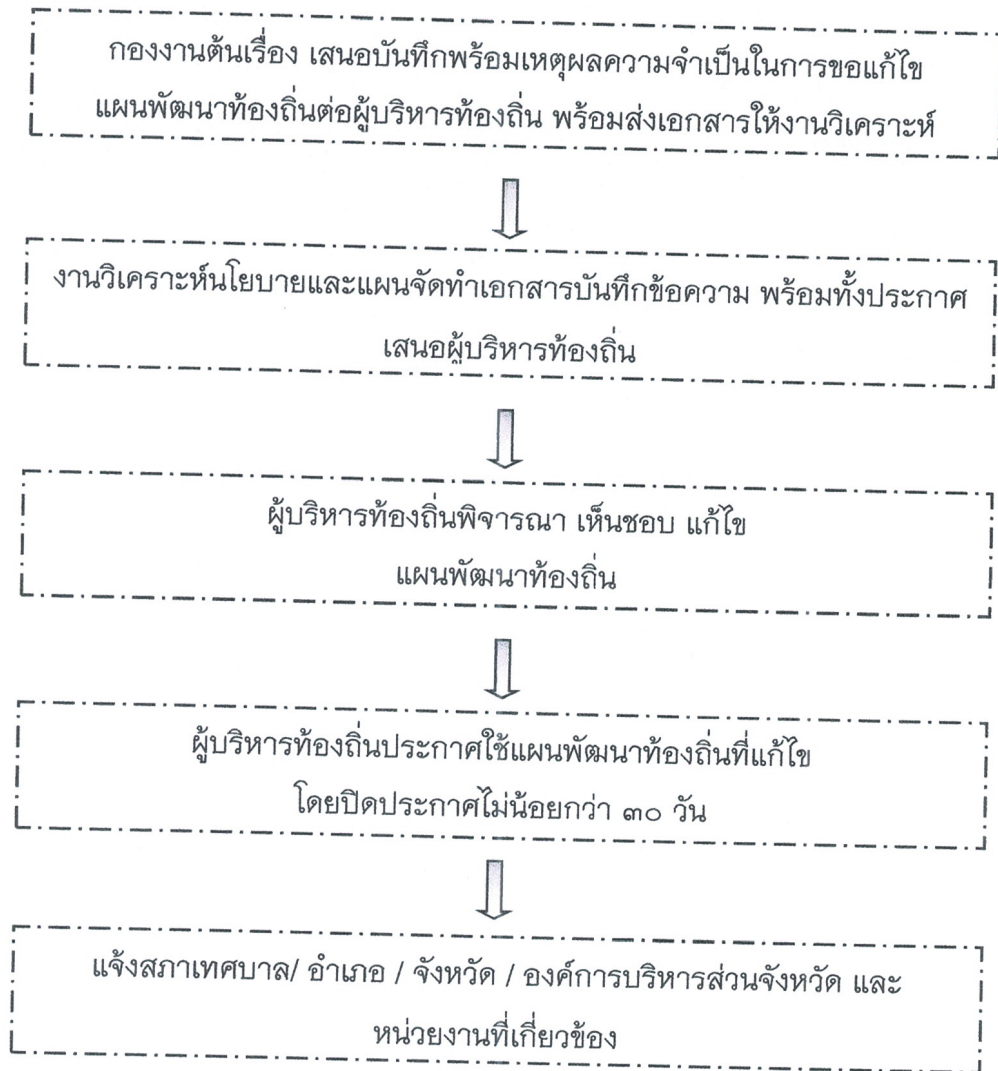 กองงานต้นเรื่อง เสนอบันทึกพร้อมเหตุผลความจำเป็นในการขอแก้ไข
แผนพัฒนาท้องถิ่นต่อผู้บริหารท้องถิ่น พร้อมส่งเอกสารให้งานวิเคราะห์
งานวิเคราะห์นโยบายและแผนจัดทำเอกสารบันทึกข้อความ พร้อมทั้งประกาศ
เสนอผู้บริหารท้องถิ่น
ผู้บริหารท้องถิ่นพิจารณา เห็นชอบ แก้ไข
แผนพัฒนาท้องถิ่น
ผู้บริหารท้องถิ่นประกาศใช้แผนพัฒนาท้องถิ่นที่แก้ไข
โดยปิดประกาศไม่น้อยกว่า ๓๐ วัน
แจ้งสภาเทศบาล/ อำเภอ / จังหวัด / องค์การบริหารส่วนจังหวัด และ
หน่วยงานที่เกี่ยวข้อง